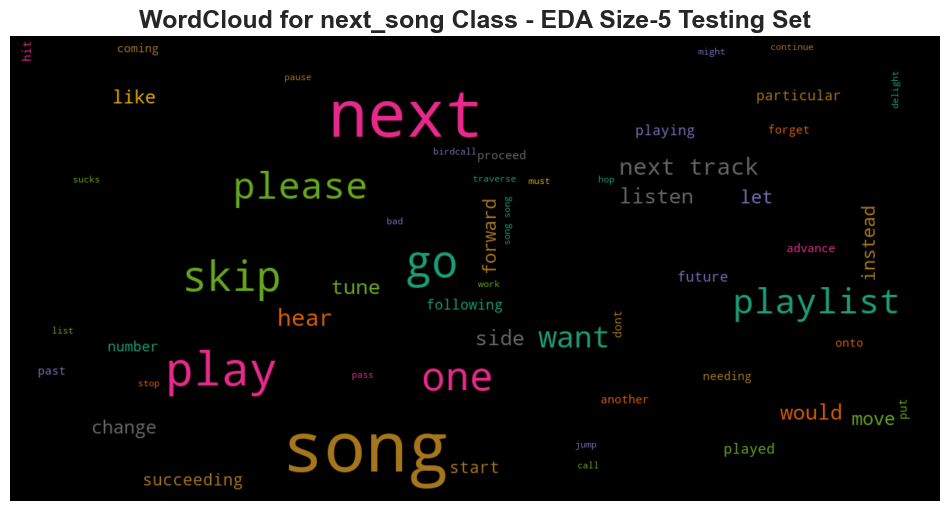 WordCloud for next_song Class - EDA Size-5 Testing Set
hit
coming
might
continue
pause
like
next
particular
delight
playing
forget
birdcall
proceed
next track
sucks
please
traverse
must
hop
listen
let
song song
bad
forward
instead
advance
skip
go
tune
work
future
following
playlist
hear
list
side
want
dont
number
onto
past
stop
play
pass
one
needing
another
would
move
put
change
song
start
jump
call
played
succeeding